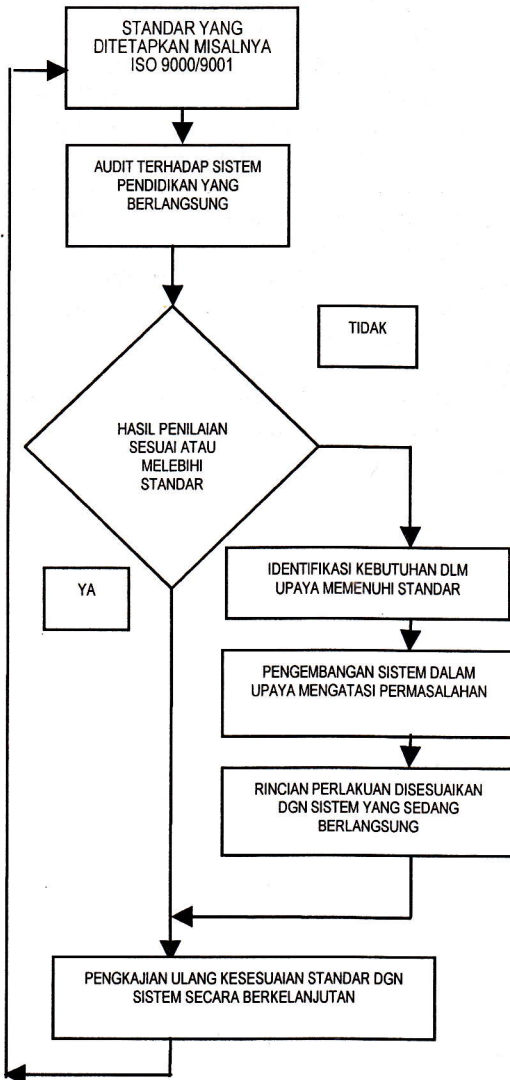 STANDAR YANG
DITETAPKAN MISALNYA
ISO 9000/9001
AUDIT TERHADAP SISTEM
PENDIDIKAN YANG
BERLANGSUNG
TIDAK
HASIL PENILAIAN
SESUAI ATAU
MELEBIHI
STANDAR
YA
IDENTIFIKASI KEBUTUHAN DLM
UPAYA MEMENUHI STANDAR
PENGEMBANGAN SISTEM DALAM
UPAYA MENGATASI PERMASALAHAN
RINCIAN PERLAKUAN DISESUAIKAN
DGN SISTEM YANG SEDANG
BERLANGSUNG
PENGKAJIAN ULANG KESESUAIAN STANDAR DGN
SISTEM SECARA BERKELANJUTAN